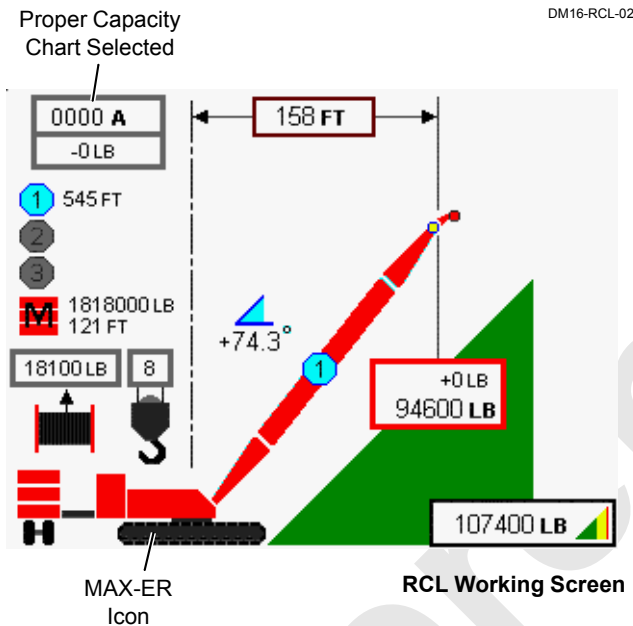 DM16-RCL-02
Proper Capacity
Chart Selected
0000 A
-0 LB
158 FT
1 545 FT
2
3
M 1818000 LB
121 FT
+74.3°
18100 LB 8
1
+0 LB
94600 LB
107400 LB
MAX-ER
Icon
RCL Working Screen